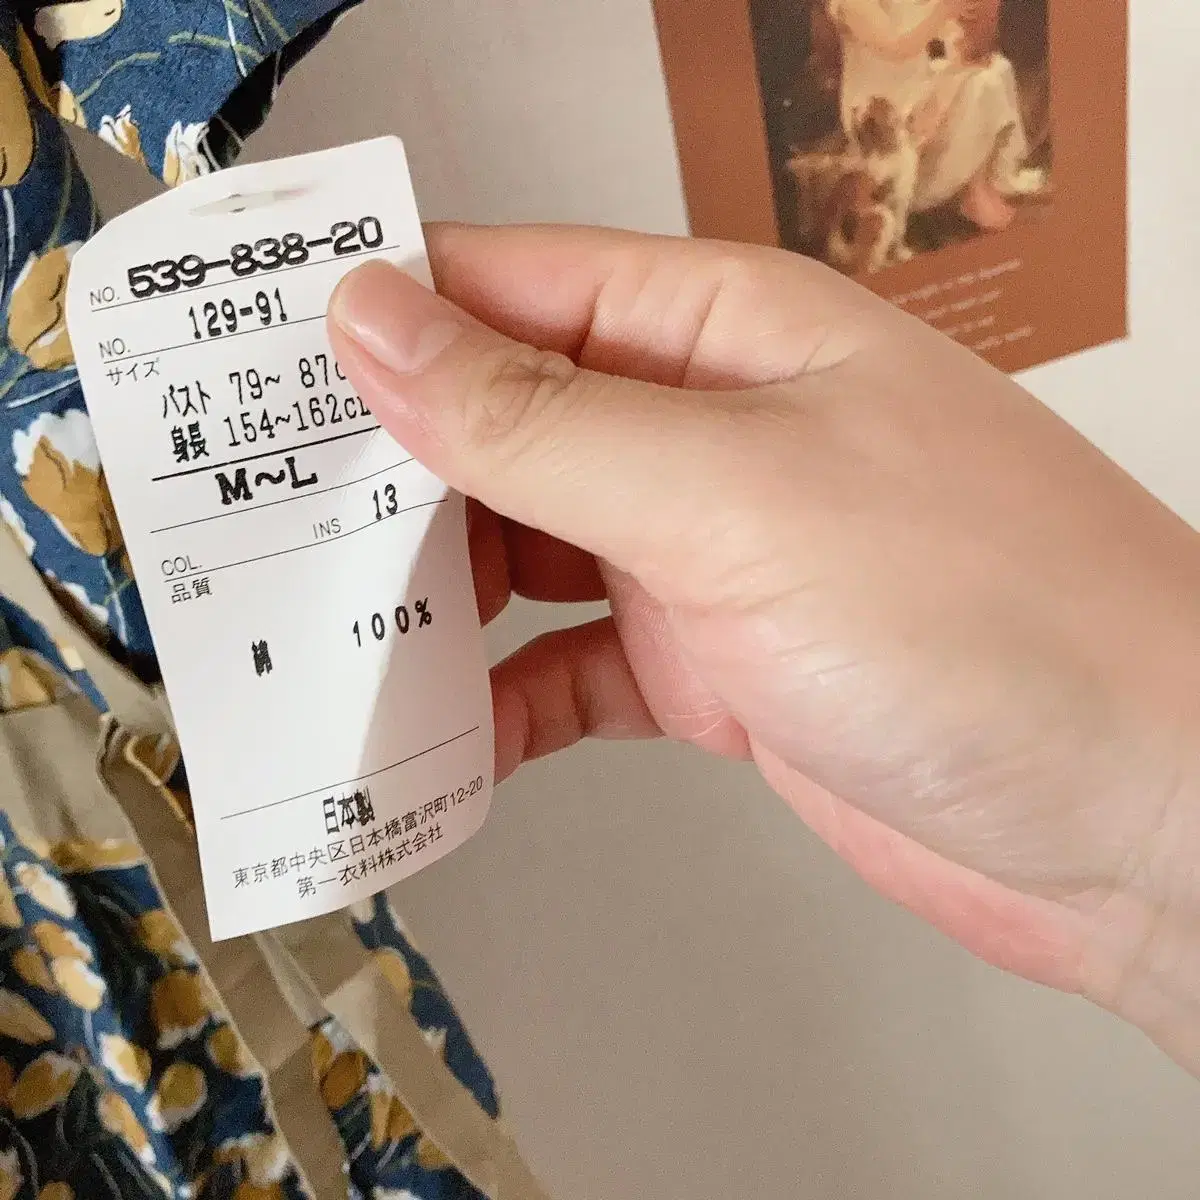 NO. 539-838-20
NO. 129-91
サイズ
バスト 79~ 87c
身長 154~162c
M~L
INS 13
COL.
品質
綿 100%
日本製
東京都中央区日本橋富沢町12-20
第一衣料株式会社